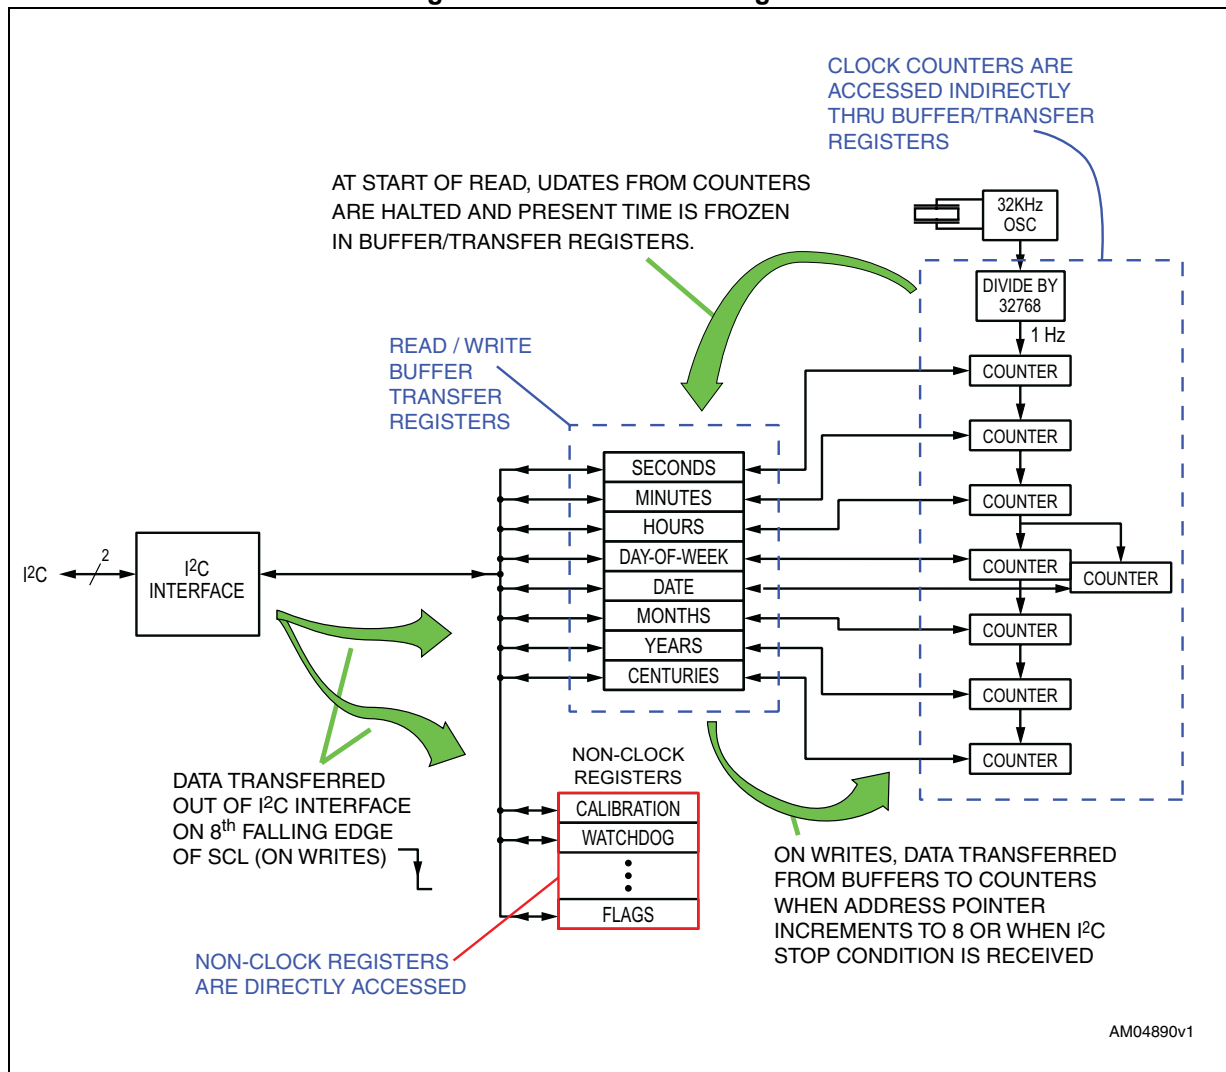 CLOCK COUNTERS ARE
ACCESSED INDIRECTLY
THRU BUFFER/TRANSFER
REGISTERS
AT START OF READ, UDATES FROM COUNTERS
ARE HALTED AND PRESENT TIME IS FROZEN
IN BUFFER/TRANSFER REGISTERS.
32KHz
OSC
DIVIDE BY
32768
1 Hz
READ / WRITE
BUFFER
TRANSFER
REGISTERS
COUNTER
COUNTER
COUNTER
COUNTER
COUNTER
COUNTER
COUNTER
COUNTER
SECONDS
MINUTES
HOURS
DAY-OF-WEEK
DATE
MONTHS
YEARS
CENTURIES
I²C
2
I²C
INTERFACE
DATA TRANSFERRED
OUT OF I²C INTERFACE
ON 8th FALLING EDGE
OF SCL (ON WRITES)
NON-CLOCK
REGISTERS
CALIBRATION
WATCHDOG
FLAGS
NON-CLOCK REGISTERS
ARE DIRECTLY ACCESSED
ON WRITES, DATA TRANSFERRED
FROM BUFFERS TO COUNTERS
WHEN ADDRESS POINTER
INCREMENTS TO 8 OR WHEN I²C
STOP CONDITION IS RECEIVED
AM04890v1